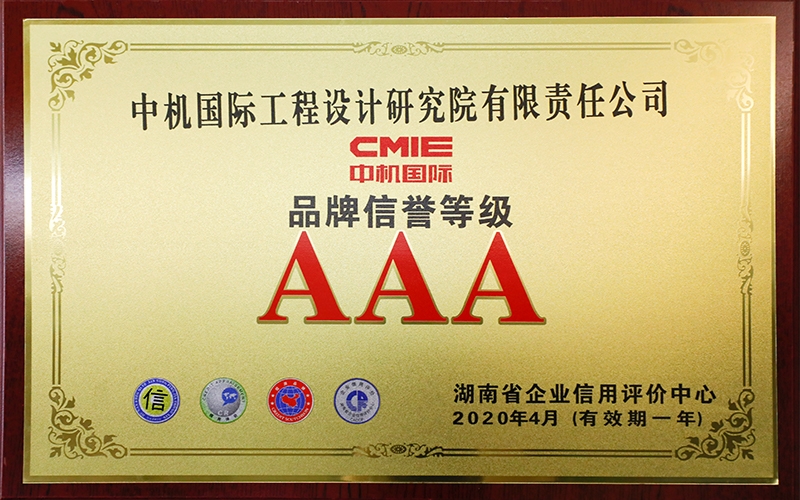 中机国际工程设计研究院有限责任公司
CMIE
中机国际
品牌信誉等级
AAA
信
CR
湖南省企业信用评价中心
2020年4月 (有效期一年)